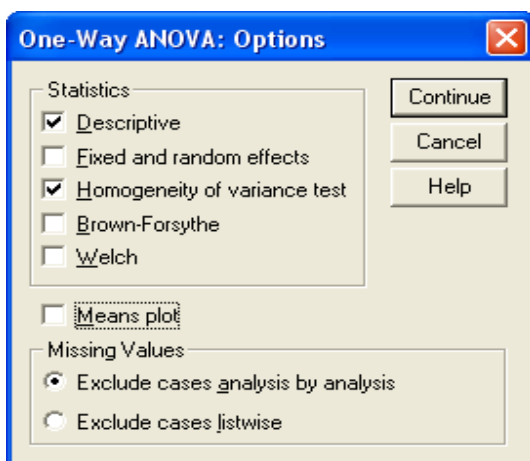 One-Way ANOVA: Options
Statistics
Descriptive
Fixed and random effects
Homogeneity of variance test
Brown-Forsythe
Welch
Continue
Cancel
Help
Means plot
Missing Values
Exclude cases analysis by analysis
Exclude cases listwise